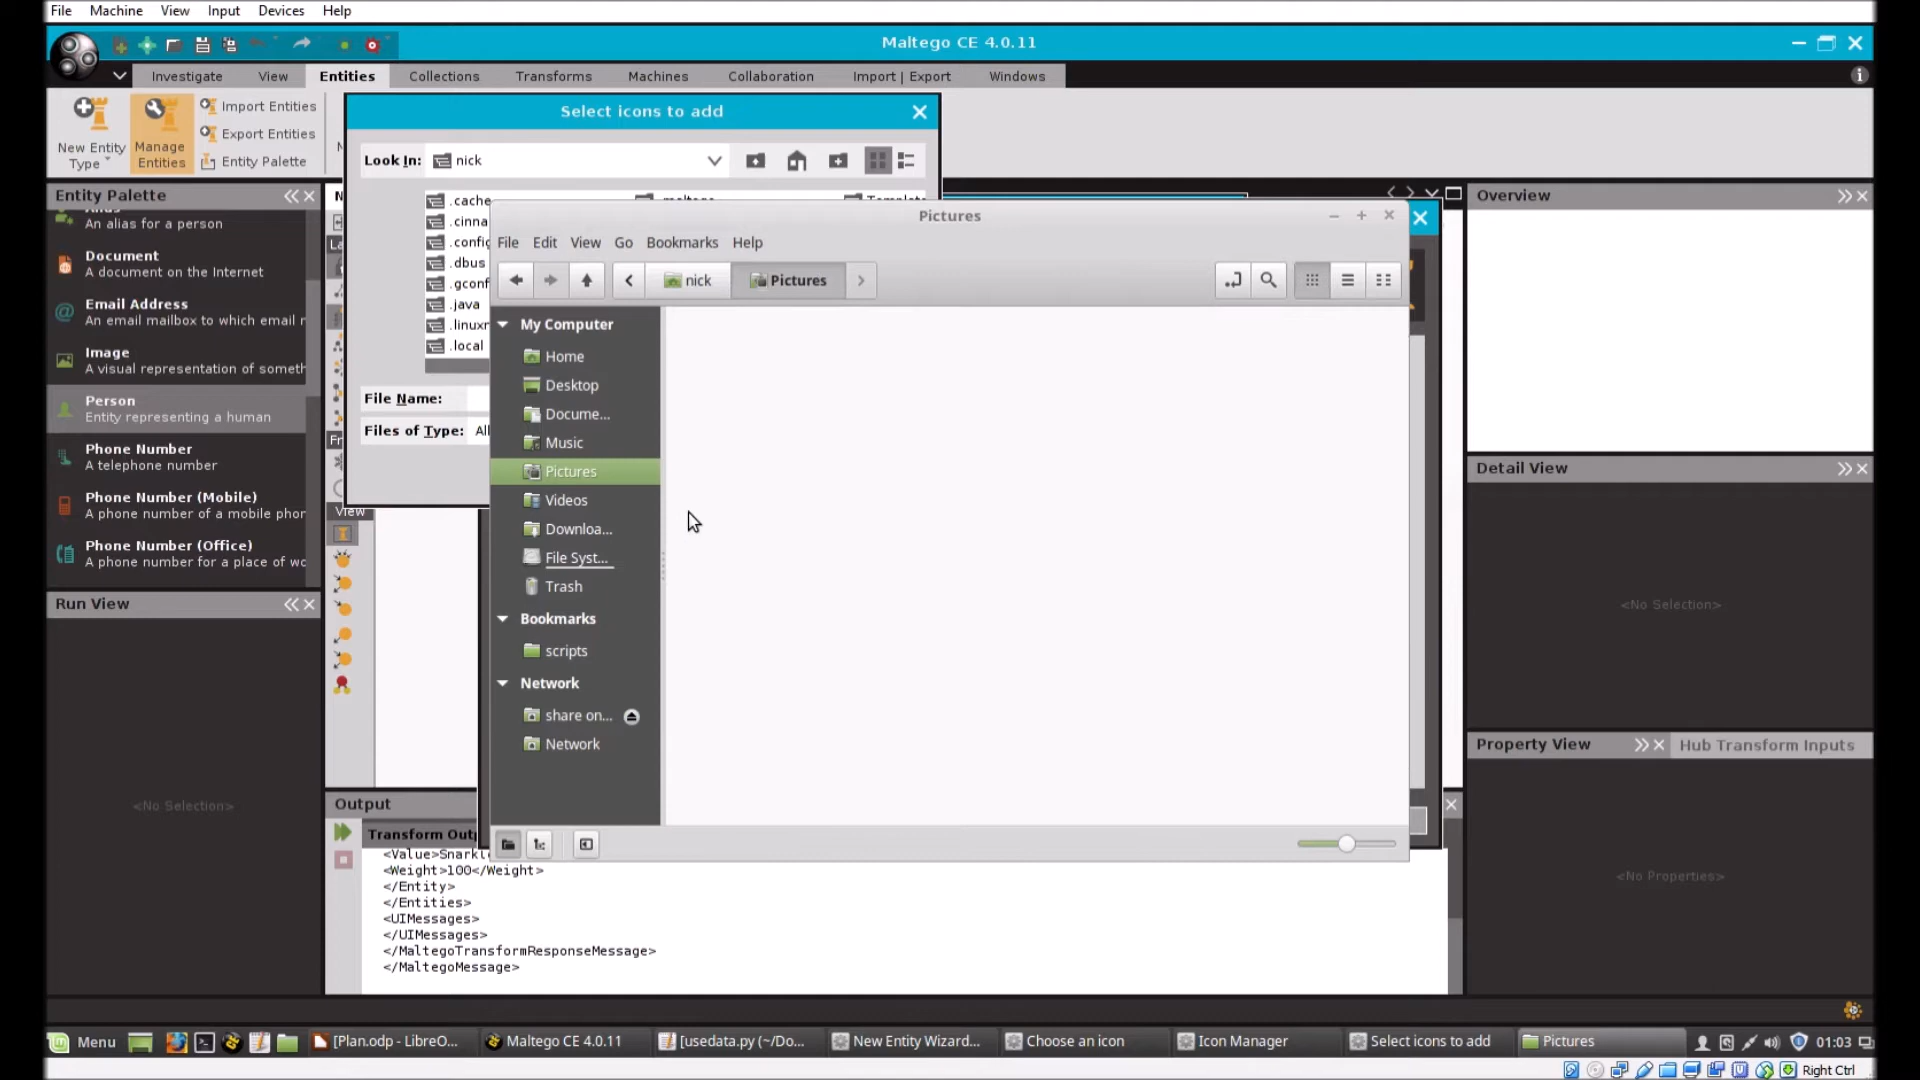 File Machine View Input Devices Help
Maltego CE 4.0.11
Investigate View Entities Collections Transforms Machines Collaboration Import | Export Windows
New Entity Type
Manage Entities
Import Entities
Export Entities
Entity Palette
Select icons to add
Look In: nick
.cache
.cinna
.config
.dbus
.gconf
.java
.linuxm
.local
File Name:
Files of Type: All
Entity Palette
An alias for a person
Document
A document on the Internet
Email Address
An email mailbox to which email r
Image
A visual representation of someth
Person
Entity representing a human
Phone Number
A telephone number
Phone Number (Mobile)
A phone number of a mobile phor
Phone Number (Office)
A phone number for a place of wo
Run View
<No Selection>
View
Pictures
File Edit View Go Bookmarks Help
nick Pictures
My Computer
Home
Desktop
Docume...
Music
Pictures
Videos
Downloa...
File Syst...
Trash
Bookmarks
scripts
Network
share on...
Network
Overview
Detail View
<No Selection>
Property View Hub Transform Inputs
<No Properties>
Output
Transform Outp
<Value>Snarkl
<Weight>100</Weight>
</Entity>
</Entities>
<UIMessages>
</UIMessages>
</MaltegoTransformResponseMessage>
</MaltegoMessage>
Menu [Plan.odp - LibreO... Maltego CE 4.0.11 [usedata.py (~/Do... New Entity Wizard... Choose an icon Icon Manager Select icons to add Pictures 01:03
Right Ctrl